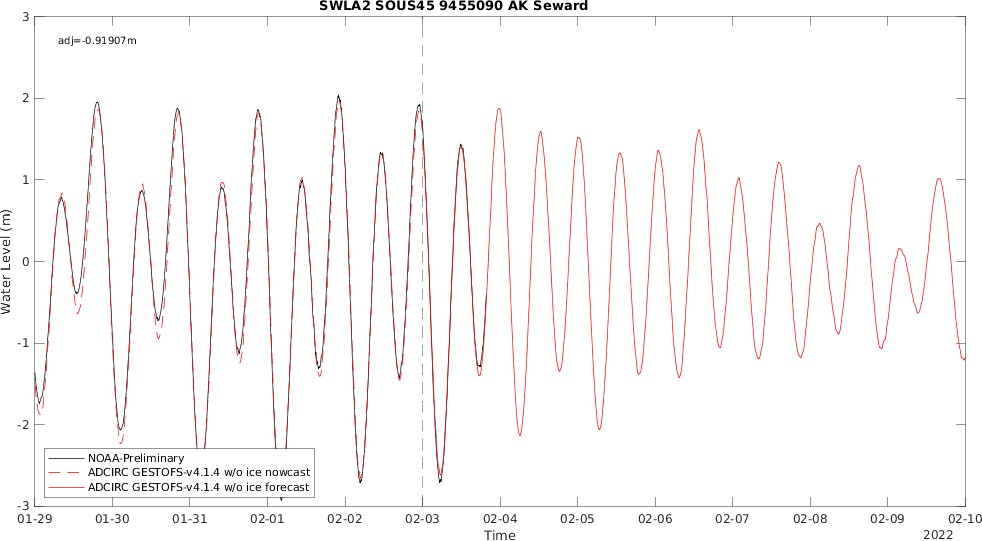 SWLA2 SOUS45 9455090 AK Seward
adj=-0.91907m
3
2
1
0
-1
-2
-3
Water Level (m)
NOAA-Preliminary
ADCIRC GESTOFS-v4.1.4 w/o ice nowcast
ADCIRC GESTOFS-v4.1.4 w/o ice forecast
01-29 01-30 01-31 02-01 02-02 02-03 02-04 02-05 02-06 02-07 02-08 02-09 02-10
Time
2022